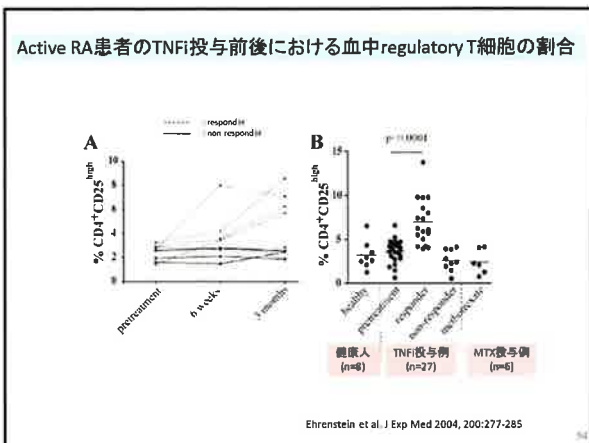 Active RA患者のTNFi投与前後における血中regulatory T細胞の割合
responder
non responder
A
% CD4+CD25high
10
8
6
4
2
0
pretreatment
6 weeks
3 months
B
p<0.0001
% CD4+CD25high
15
10
5
0
healthy
pretreatment
responder
non-responder
methotrexate
健康人
(n=8)
TNFi投与例
(n=27)
MTX投与例
(n=6)
Ehrenstein et al. J Exp Med 2004, 200:277-285
54